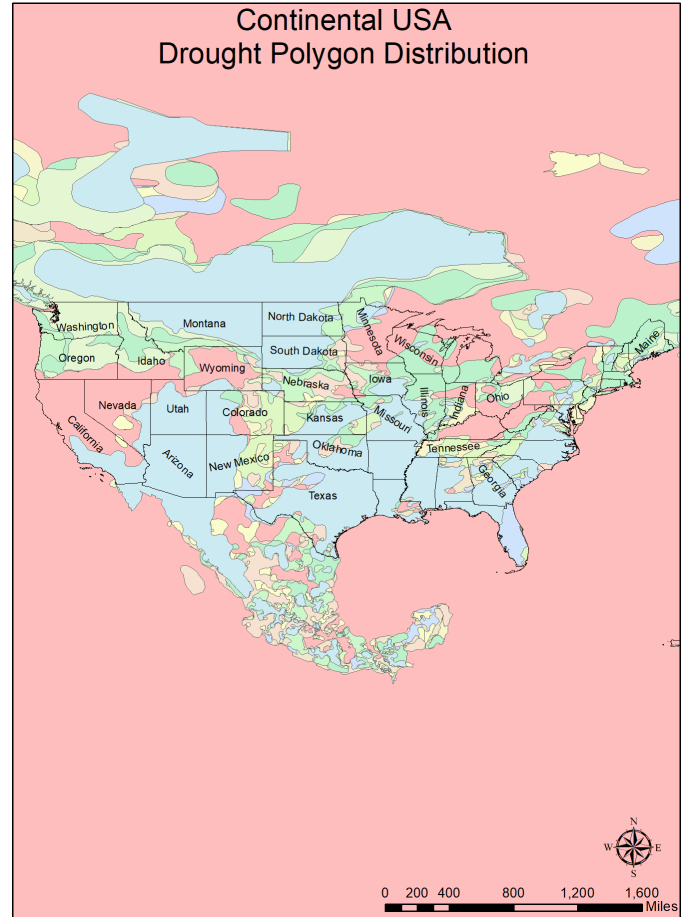 Continental USA
Drought Polygon Distribution
Washington
Montana
North Dakota
Minnesota
Oregon
Idaho
Wyoming
South Dakota
Wisconsin
Maine
Nevada
Utah
Colorado
Nebraska
Iowa
Illinois
Indiana
Ohio
California
Kansas
Missouri
Arizona
New Mexico
Oklahoma
Tennessee
Texas
Georgia
N
W E
S
0 200 400 800 1,200 1,600
Miles